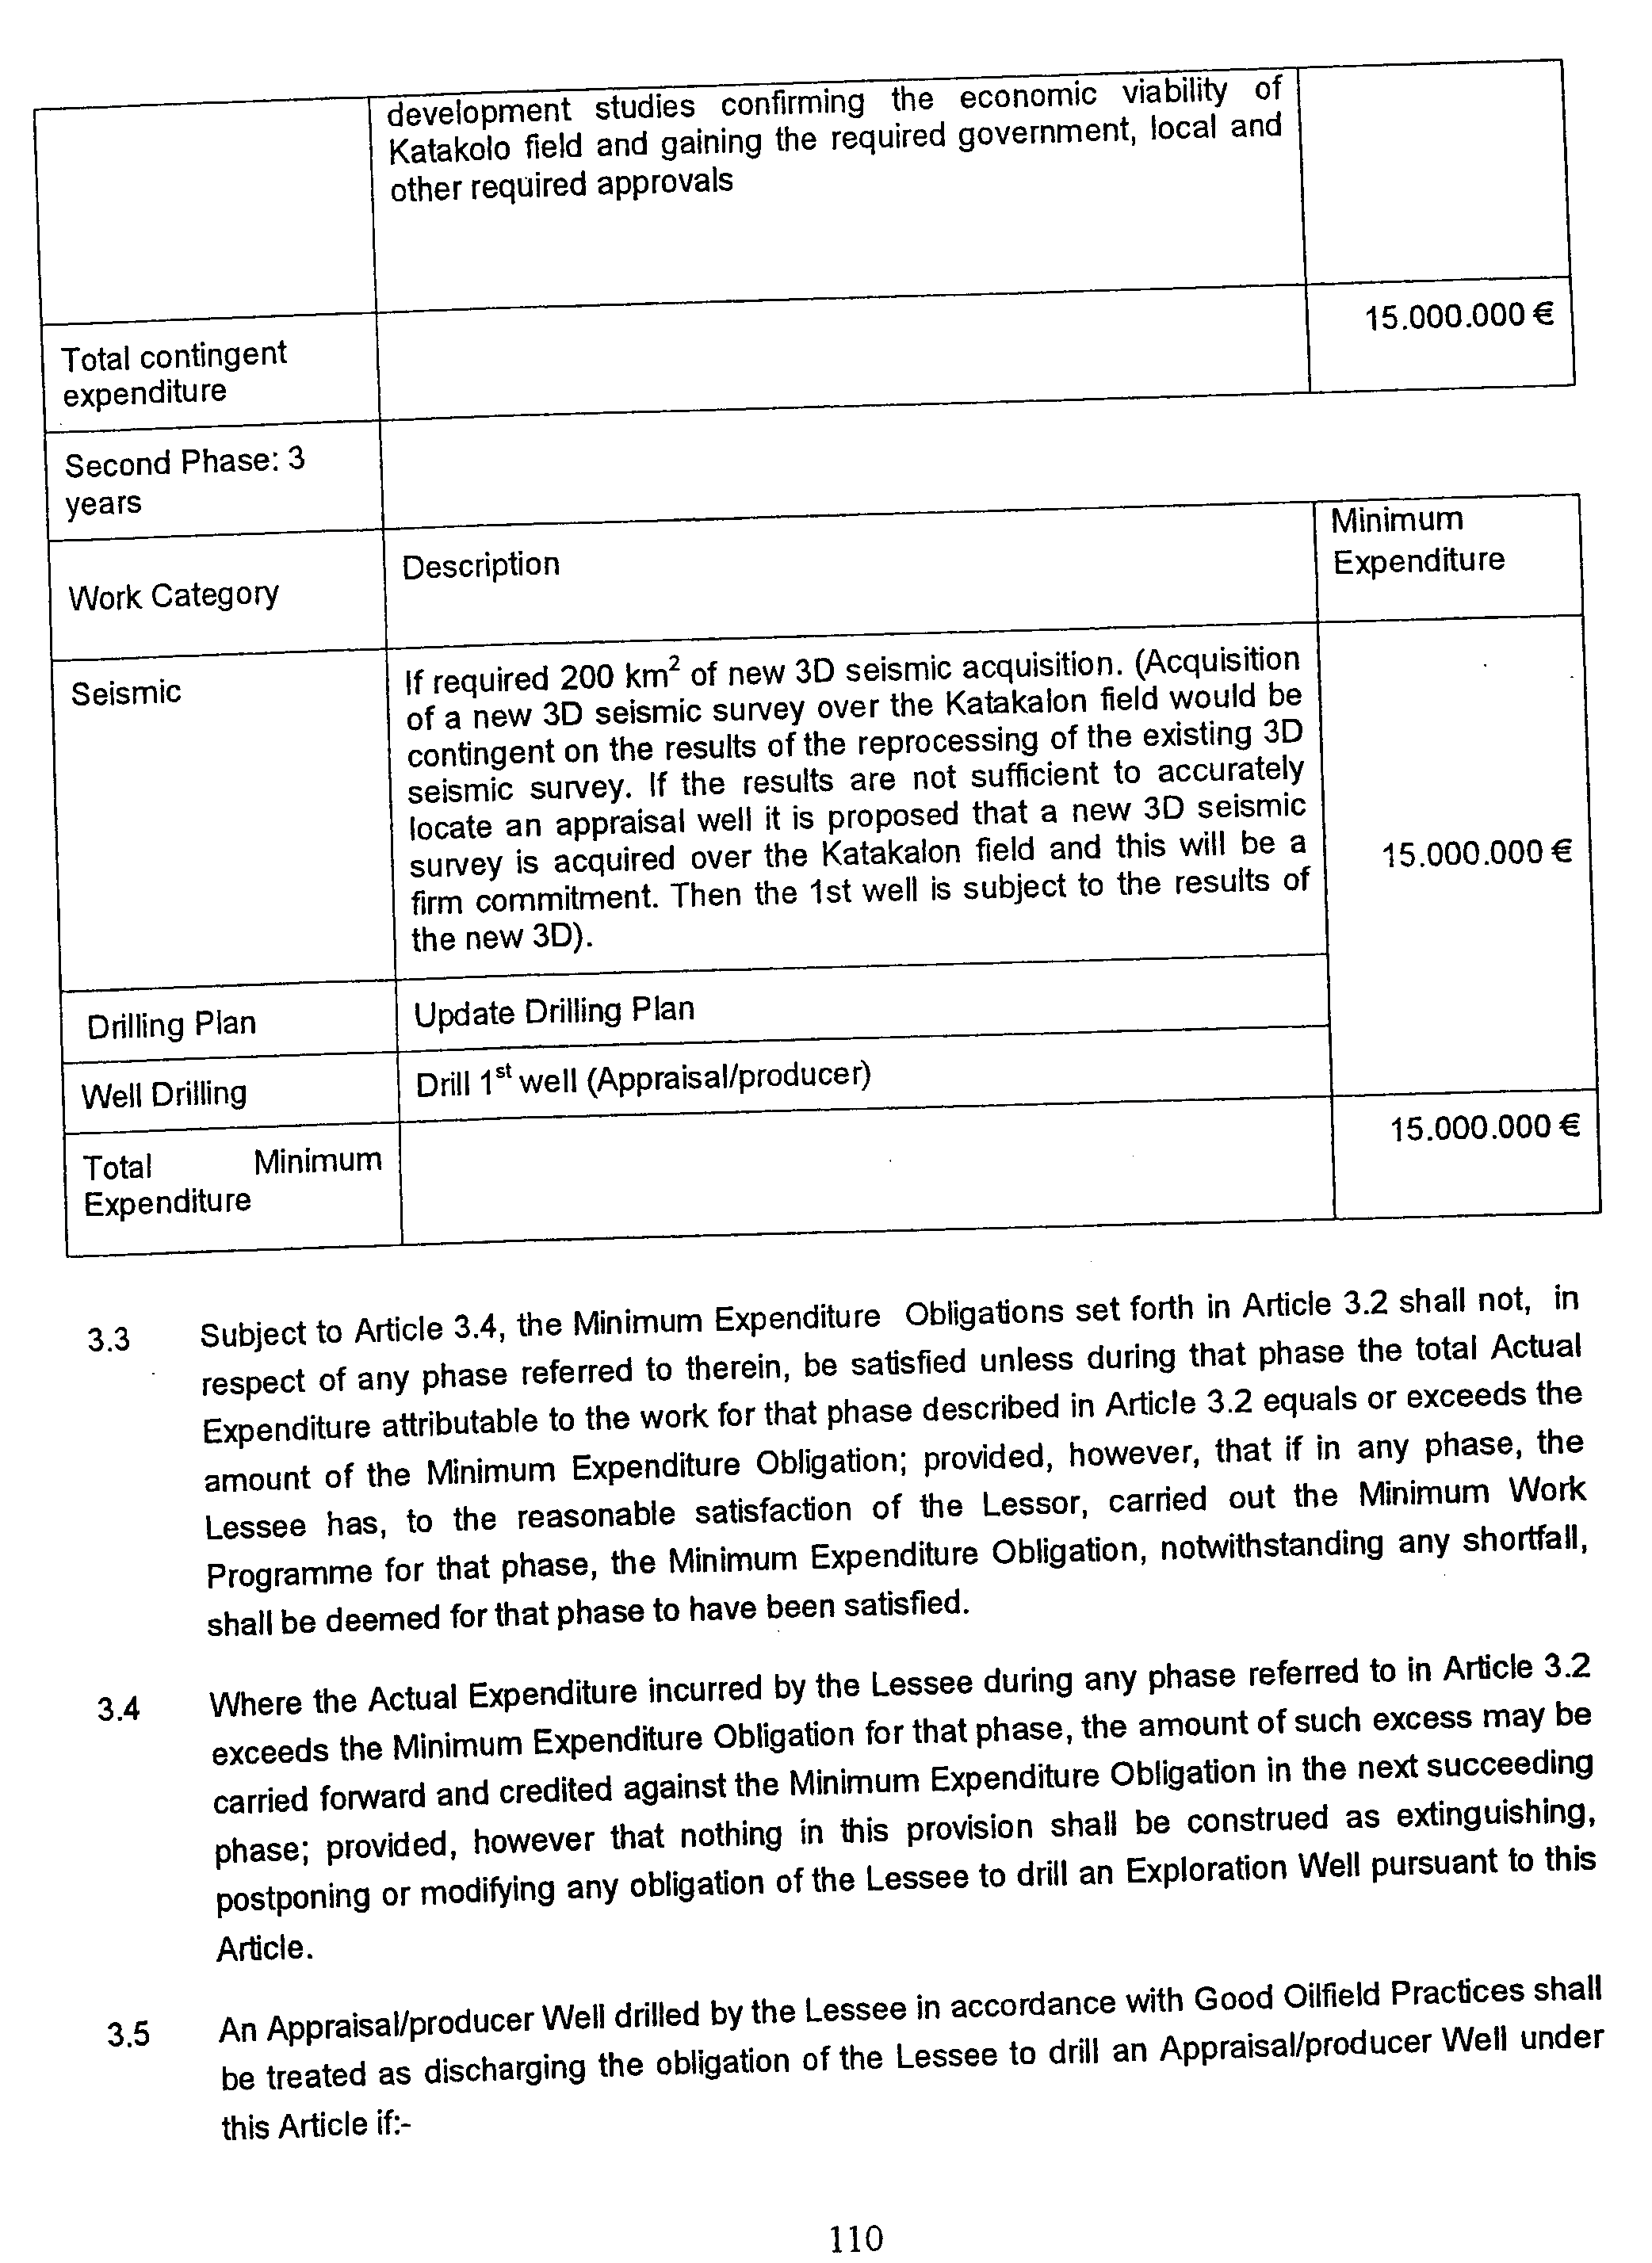 development studies confirming the economic viability of
Katakolo field and gaining the required government, local and
other required approvals
Total contingent
expenditure
15.000.000 €
Second Phase: 3
years
Work Category
Description
Minimum
Expenditure
Seismic
If required 200 km² of new 3D seismic acquisition. (Acquisition
of a new 3D seismic survey over the Katakalon field would be
contingent on the results of the reprocessing of the existing 3D
seismic survey. If the results are not sufficient to accurately
locate an appraisal well it is proposed that a new 3D seismic
survey is acquired over the Katakalon field and this will be a
firm commitment. Then the 1st well is subject to the results of
the new 3D).
15.000.000 €
Drilling Plan
Update Drilling Plan
Well Drilling
Drill 1st well (Appraisal/producer)
Total Minimum
Expenditure
15.000.000 €
3.3 Subject to Article 3.4, the Minimum Expenditure Obligations set forth in Article 3.2 shall not, in
respect of any phase referred to therein, be satisfied unless during that phase the total Actual
Expenditure attributable to the work for that phase described in Article 3.2 equals or exceeds the
amount of the Minimum Expenditure Obligation; provided, however, that if in any phase, the
Lessee has, to the reasonable satisfaction of the Lessor, carried out the Minimum Work
Programme for that phase, the Minimum Expenditure Obligation, notwithstanding any shortfall,
shall be deemed for that phase to have been satisfied.
3.4 Where the Actual Expenditure incurred by the Lessee during any phase referred to in Article 3.2
exceeds the Minimum Expenditure Obligation for that phase, the amount of such excess may be
carried forward and credited against the Minimum Expenditure Obligation in the next succeeding
phase; provided, however that nothing in this provision shall be construed as extinguishing,
postponing or modifying any obligation of the Lessee to drill an Exploration Well pursuant to this
Article.
3.5 An Appraisal/producer Well drilled by the Lessee in accordance with Good Oilfield Practices shall
be treated as discharging the obligation of the Lessee to drill an Appraisal/producer Well under
this Article if:-
110